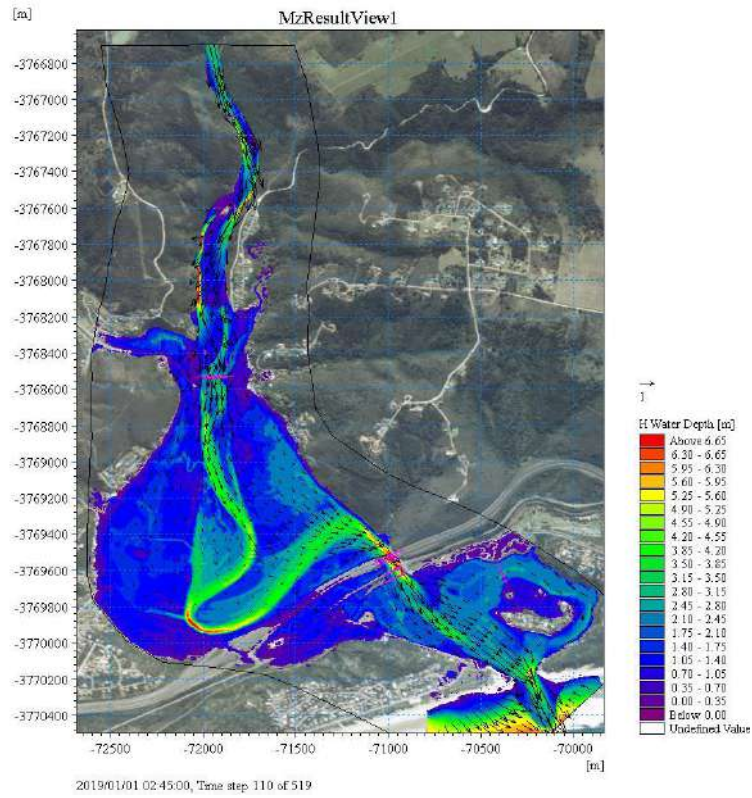 MzResultView1
[m]
-3766800
-3767000
-3767200
-3767400
-3767600
-3767800
-3768000
-3768200
-3768400
-3768600
-3768800
-3769000
-3769200
-3769400
-3769600
-3769800
-3770000
-3770200
-3770400
-72500
-72000
-71500
-71000
-70500
-70000
[m]
1
H Water Depth [m]
Above 6.65
6.30 - 6.65
5.95 - 6.30
5.60 - 5.95
5.25 - 5.60
4.90 - 5.25
4.55 - 4.90
4.20 - 4.55
3.85 - 4.20
3.50 - 3.85
3.15 - 3.50
2.80 - 3.15
2.45 - 2.80
2.10 - 2.45
1.75 - 2.10
1.40 - 1.75
1.05 - 1.40
0.70 - 1.05
0.35 - 0.70
0.00 - 0.35
Below 0.00
Undefined Value
2019/01/01 02:45:00, Time step 110 of 519